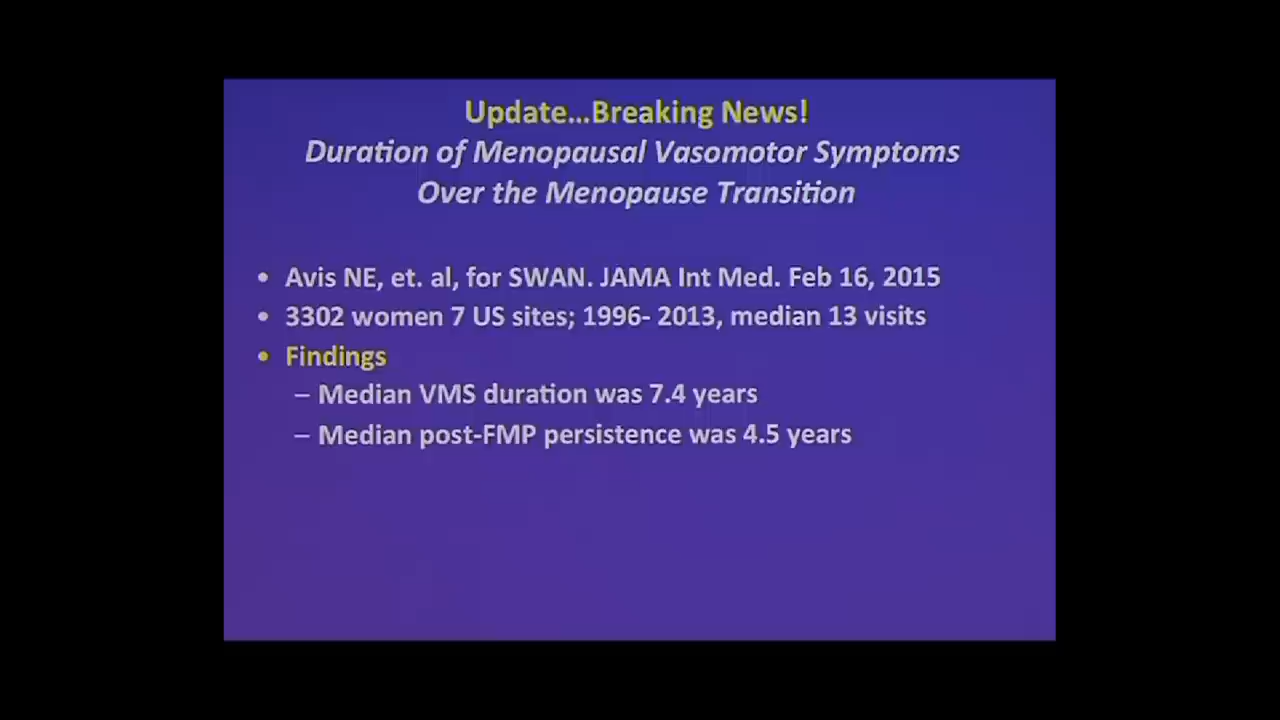 Update...Breaking News!
Duration of Menopausal Vasomotor Symptoms
Over the Menopause Transition
• Avis NE, et. al, for SWAN. JAMA Int Med. Feb 16, 2015
• 3302 women 7 US sites; 1996- 2013, median 13 visits
• Findings
– Median VMS duration was 7.4 years
– Median post-FMP persistence was 4.5 years